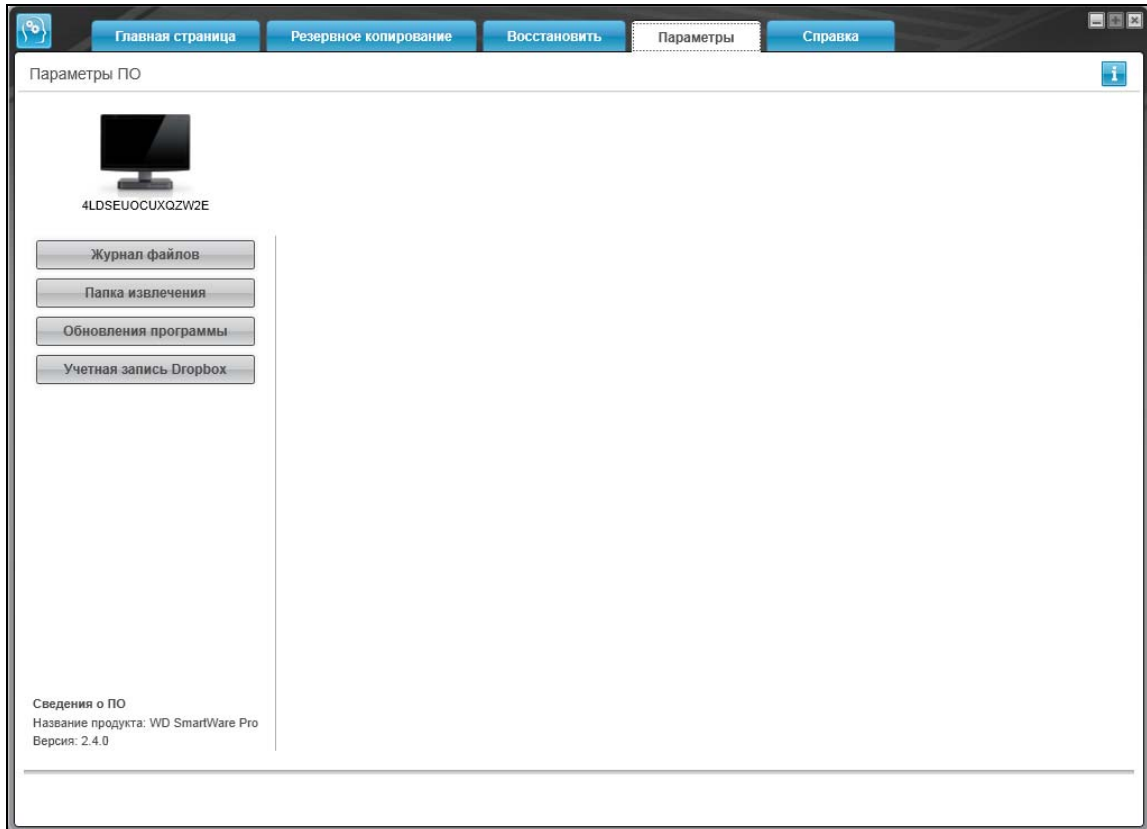 Главная страница
Резервное копирование
Восстановить
Параметры
Справка
Параметры ПО
i
4LDSEUOCUXQZW2E
Журнал файлов
Папка извлечения
Обновления программы
Учетная запись Dropbox
Сведения о ПО
Название продукта: WD SmartWare Pro
Версия: 2.4.0